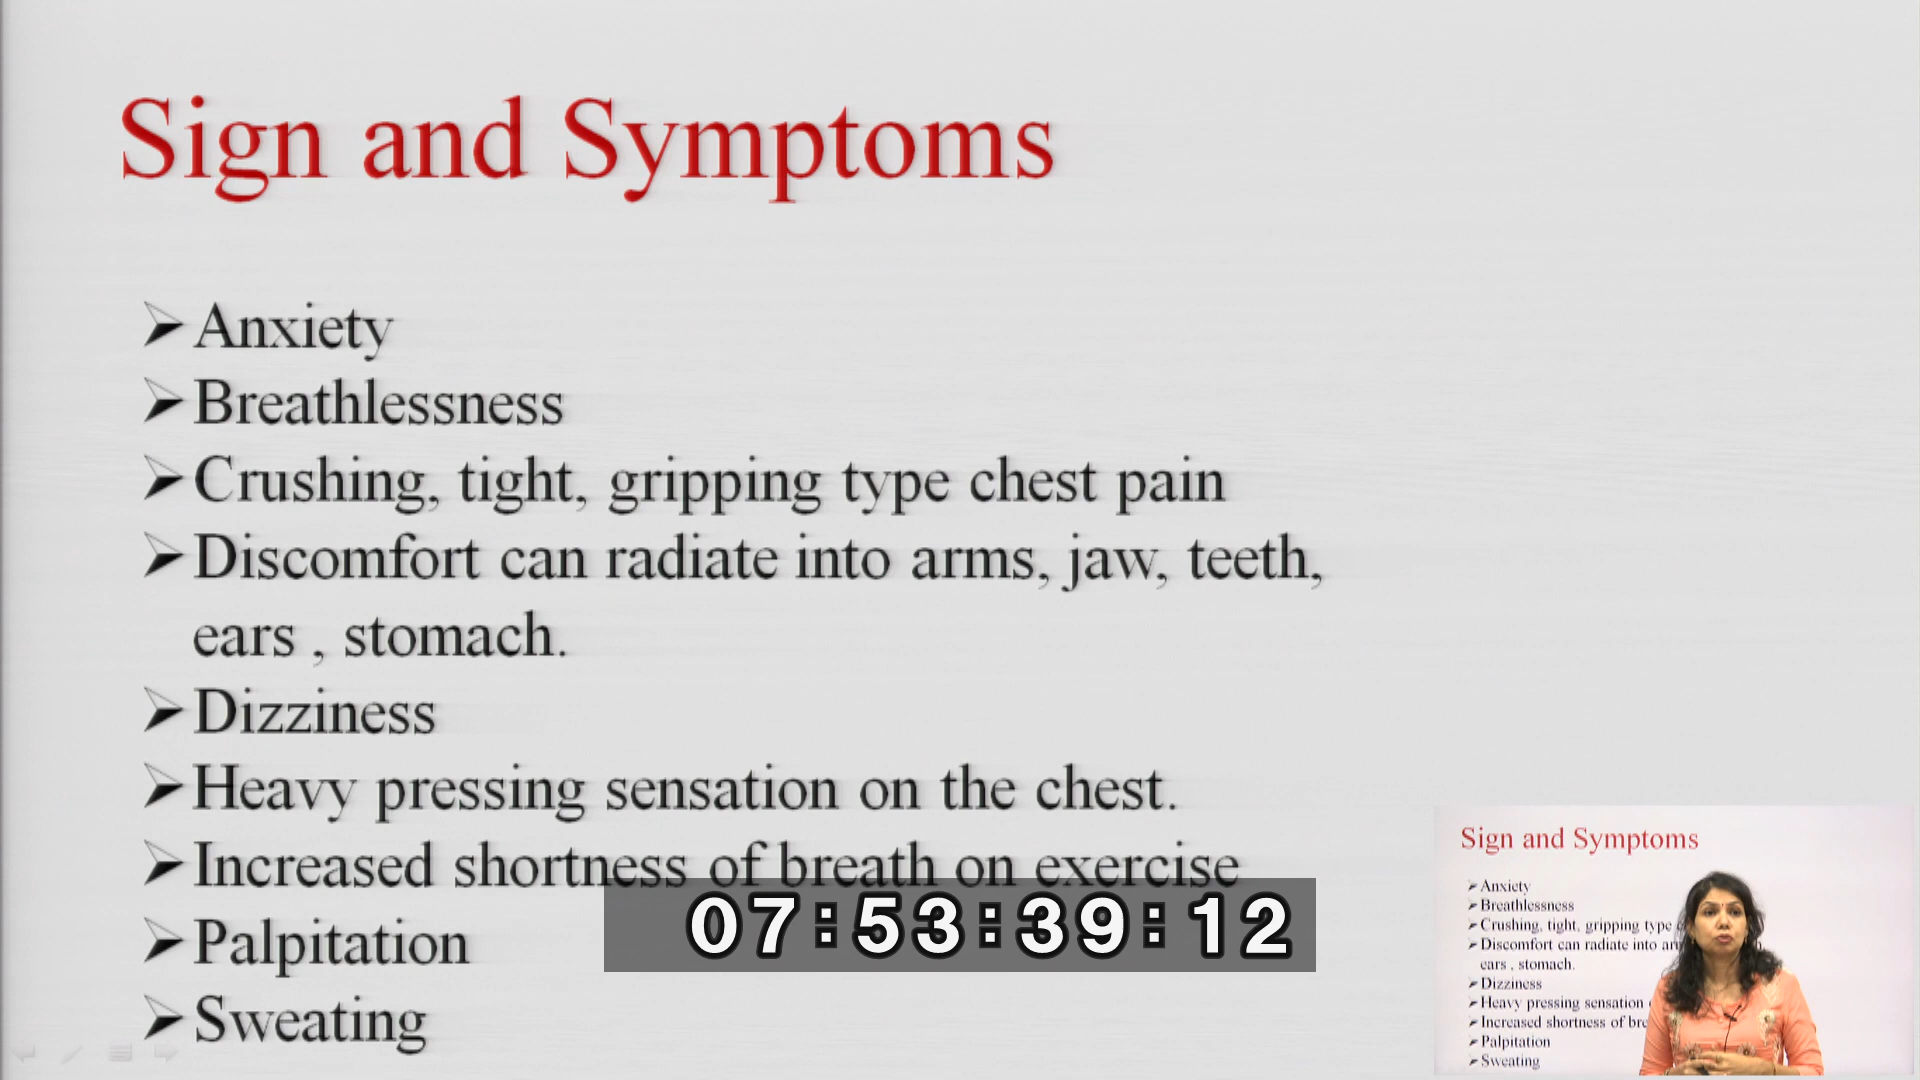 Sign and Symptoms
➢Anxiety
➢Breathlessness
➢Crushing, tight, gripping type chest pain
➢Discomfort can radiate into arms, jaw, teeth,
ears , stomach.
➢Dizziness
➢Heavy pressing sensation on the chest.
➢Increased shortness of breath on exercise
➢Palpitation
➢Sweating
07:53:39:12
Sign and Symptoms
➢Anxiety
➢Breathlessness
➢Crushing, tight, gripping type
➢Discomfort can radiate into
ears , stomach.
➢Dizziness
➢Heavy pressing sensation
➢Increased shortness of
➢Palpitation
➢Sweating